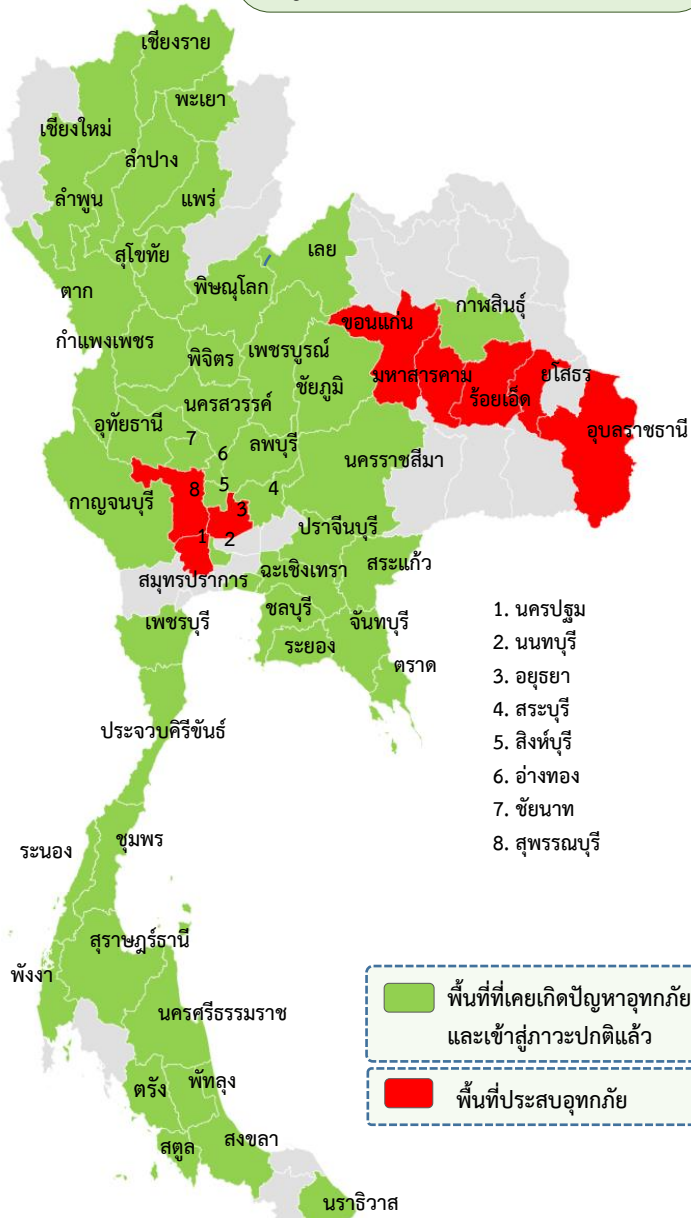 เชียงราย
พะเยา
เชียงใหม่
ลำปาง
ลำพูน
แพร่
สุโขทัย
เลย
ตาก
พิษณุโลก
กาฬสินธุ์
กำแพงเพชร
ขอนแก่น
พิจิตร
เพชรบูรณ์
มหาสารคาม
ยโสธร
ชัยภูมิ
ร้อยเอ็ด
นครสวรรค์
อุทัยธานี
อุบลราชธานี
7
ลพบุรี
6
นครราชสีมา
5
4
8
กาญจนบุรี
3
ปราจีนบุรี
1
2
สระแก้ว
ฉะเชิงเทรา
สมุทรปราการ
ชลบุรี
จันทบุรี
เพชรบุรี
ระยอง
ตราด
ประจวบคิรีขันธ์
1. นครปฐม
2. นนทบุรี
3. อยุธยา
4. สระบุรี
5. สิงห์บุรี
6. อ่างทอง
7. ชัยนาท
8. สุพรรณบุรี
ชุมพร
ระนอง
สุราษฎร์ธานี
พังงา
นครศรีธรรมราช
พัทลุง
ตรัง
สงขลา
สตูล
นราธิวาส
พื้นที่ที่เคยเกิดปัญหาอุทกภัย
และเข้าสู่ภาวะปกติแล้ว
พื้นที่ประสบอุทกภัย